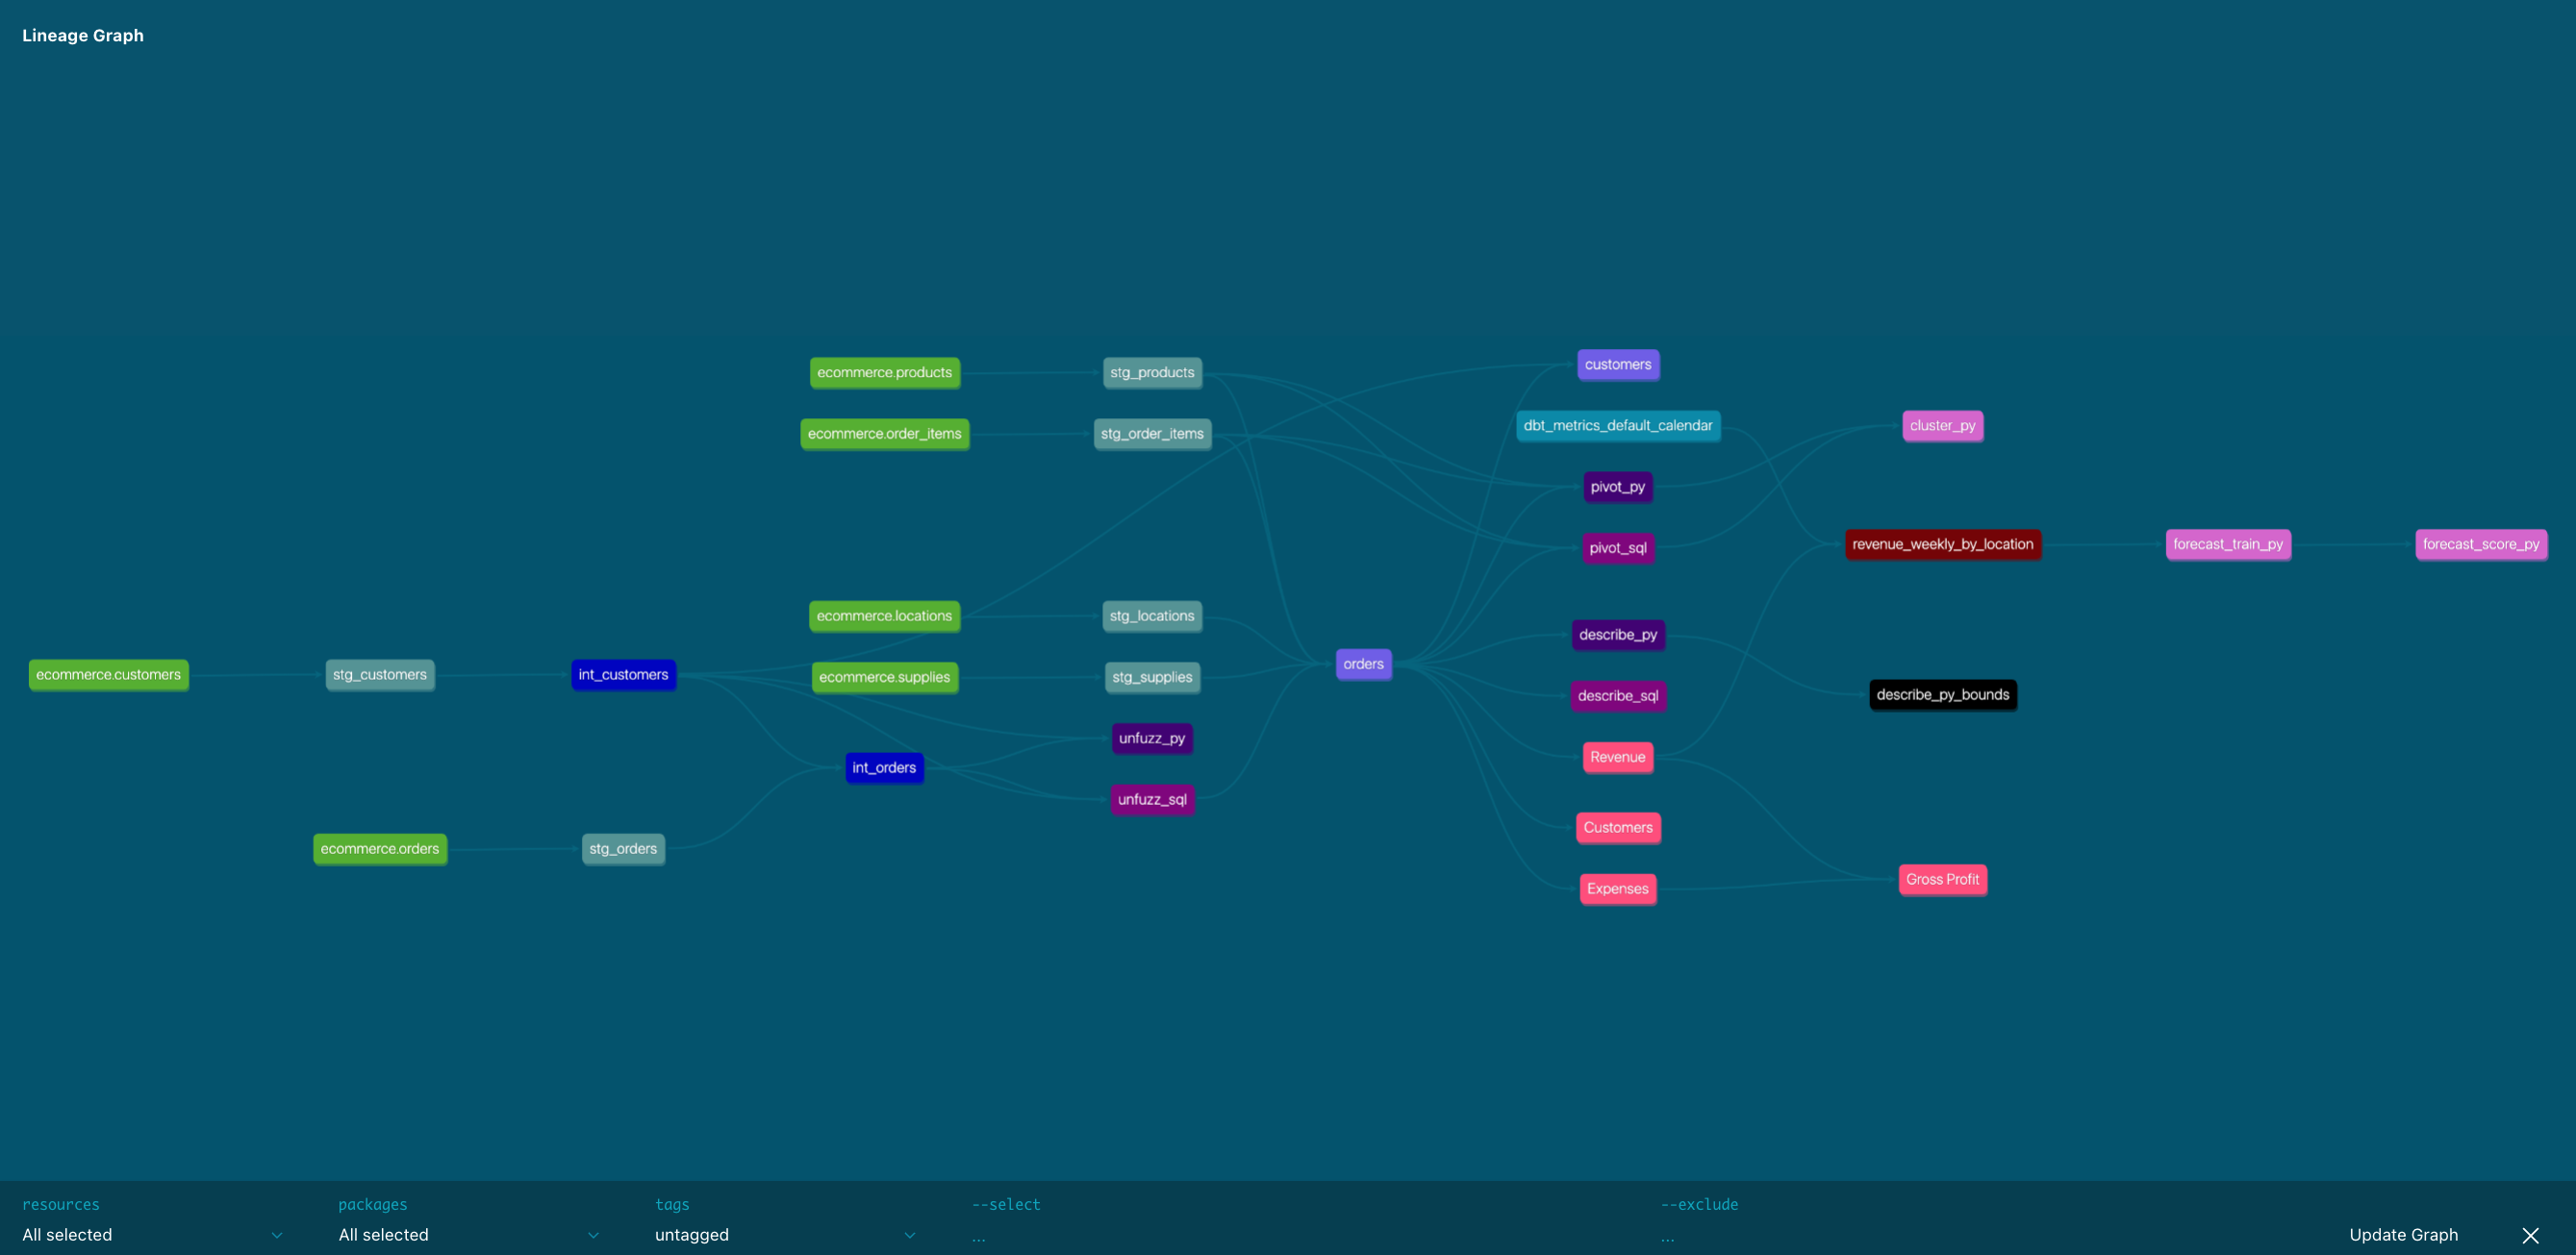 Lineage Graph
customers
ecommerce.products
stg_products
dbt_metrics_default_calendar
cluster_py
ecommerce.order_items
stg_order_items
pivot_py
pivot_sql
revenue_weekly_by_location
forecast_train_py
forecast_score_py
ecommerce.locations
stg_locations
describe_py
orders
ecommerce.customers
stg_customers
int_customers
ecommerce.supplies
stg_supplies
describe_sql
describe_py_bounds
unfuzz_py
Revenue
int_orders
unfuzz_sql
Customers
ecommerce.orders
stg_orders
Expenses
Gross Profit
resources
All selected
packages
All selected
tags
untagged
--select
...
--exclude
...
Update Graph